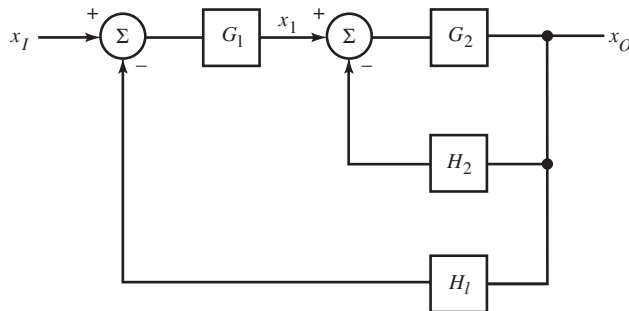 +
+
x_I
Σ
G_1
x_1
Σ
G_2
x_O
−
−
H_2
H_l